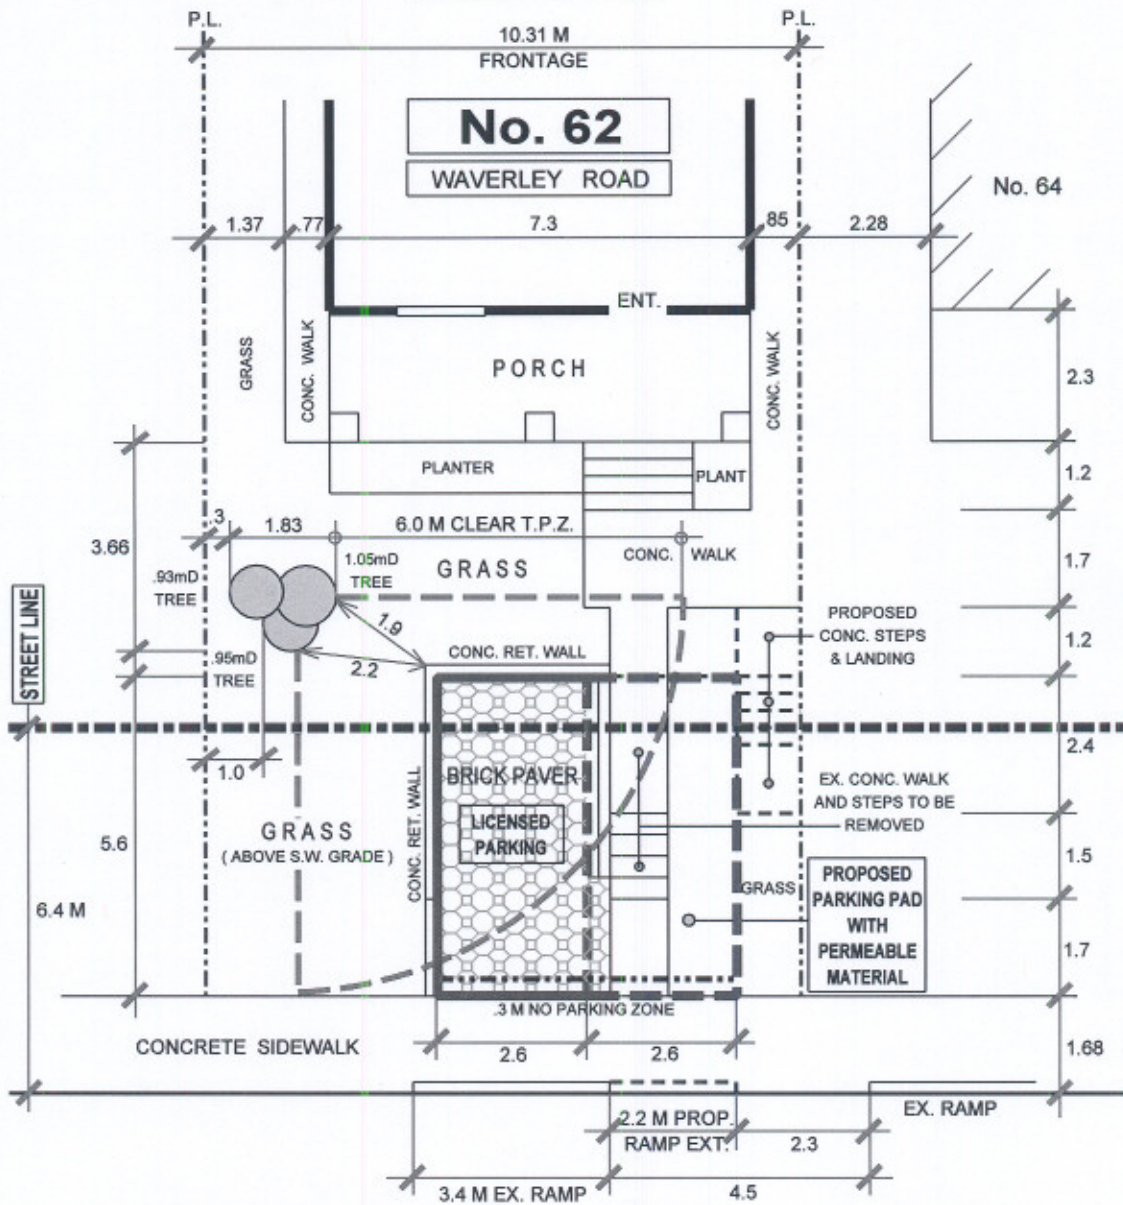 P.L.
P.L.
10.31 M
FRONTAGE
No. 62
WAVERLEY ROAD
No. 64
1.37
.77
7.3
.85
2.28
ENT.
GRASS
CONC. WALK
PORCH
CONC. WALK
2.3
PLANTER
PLANT
1.2
.3
1.83
6.0 M CLEAR T.P.Z.
3.66
1.05mD
TREE
GRASS
CONC. WALK
1.7
.93mD
TREE
STREET LINE
1.9
PROPOSED
CONC. STEPS
& LANDING
1.2
CONC. RET. WALL
.95mD
TREE
2.2
2.4
1.0
BRICK PAVER
EX. CONC. WALK
AND STEPS TO BE
REMOVED
CONC. RET. WALL
LICENSED
PARKING
GRASS
( ABOVE S.W. GRADE )
5.6
1.5
6.4 M
GRASS
PROPOSED
PARKING PAD
WITH
PERMEABLE
MATERIAL
1.7
.3 M NO PARKING ZONE
CONCRETE SIDEWALK
2.6
2.6
1.68
2.2 M PROP.
RAMP EXT.
2.3
EX. RAMP
3.4 M EX. RAMP
4.5